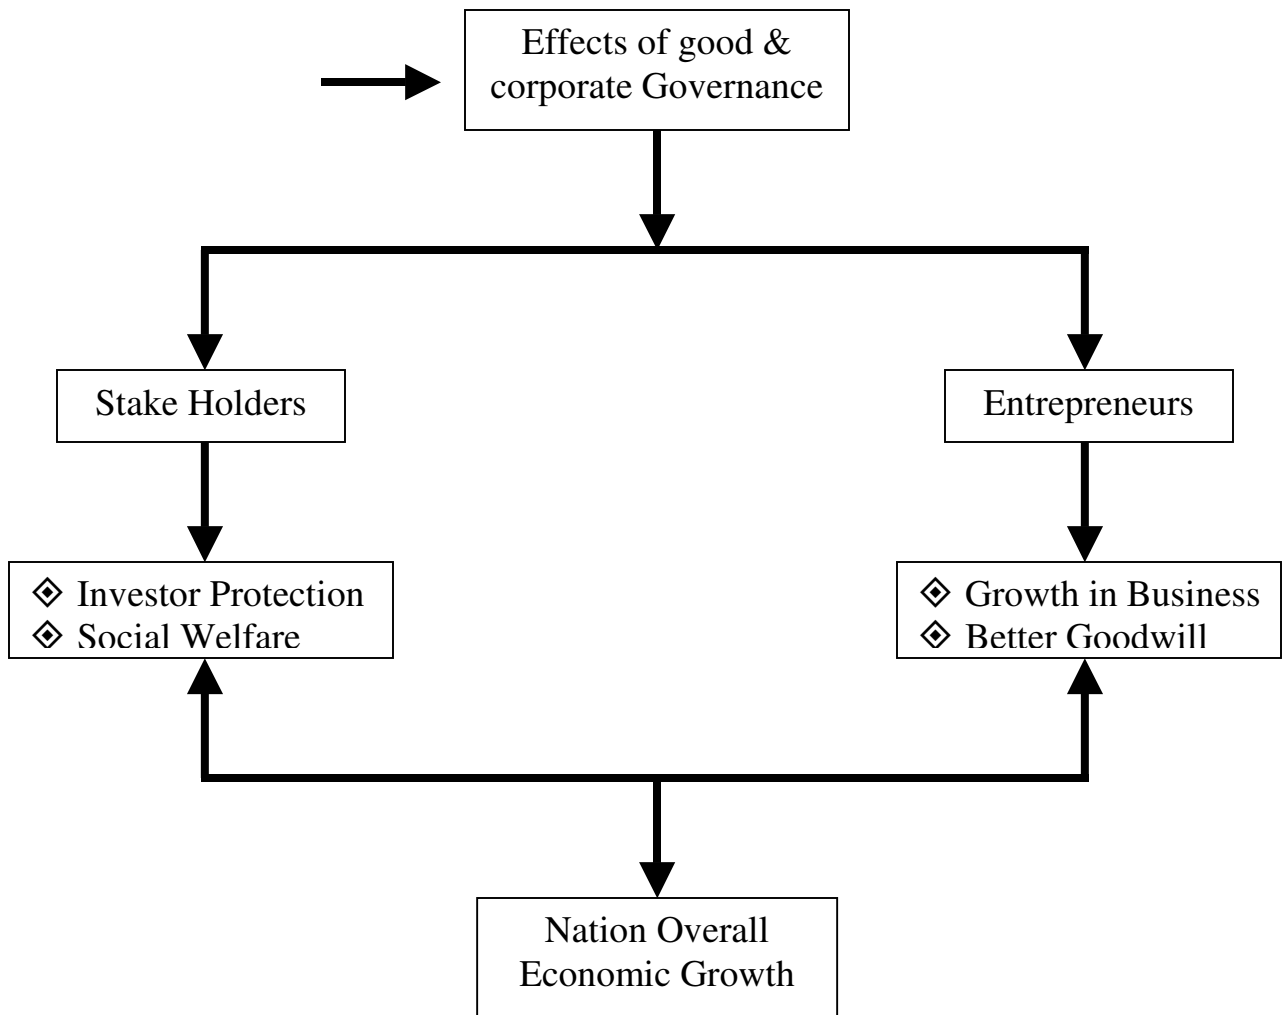 Effects of good &
corporate Governance
Stake Holders
Entrepreneurs
Investor Protection
Social Welfare
Growth in Business
Better Goodwill
Nation Overall
Economic Growth